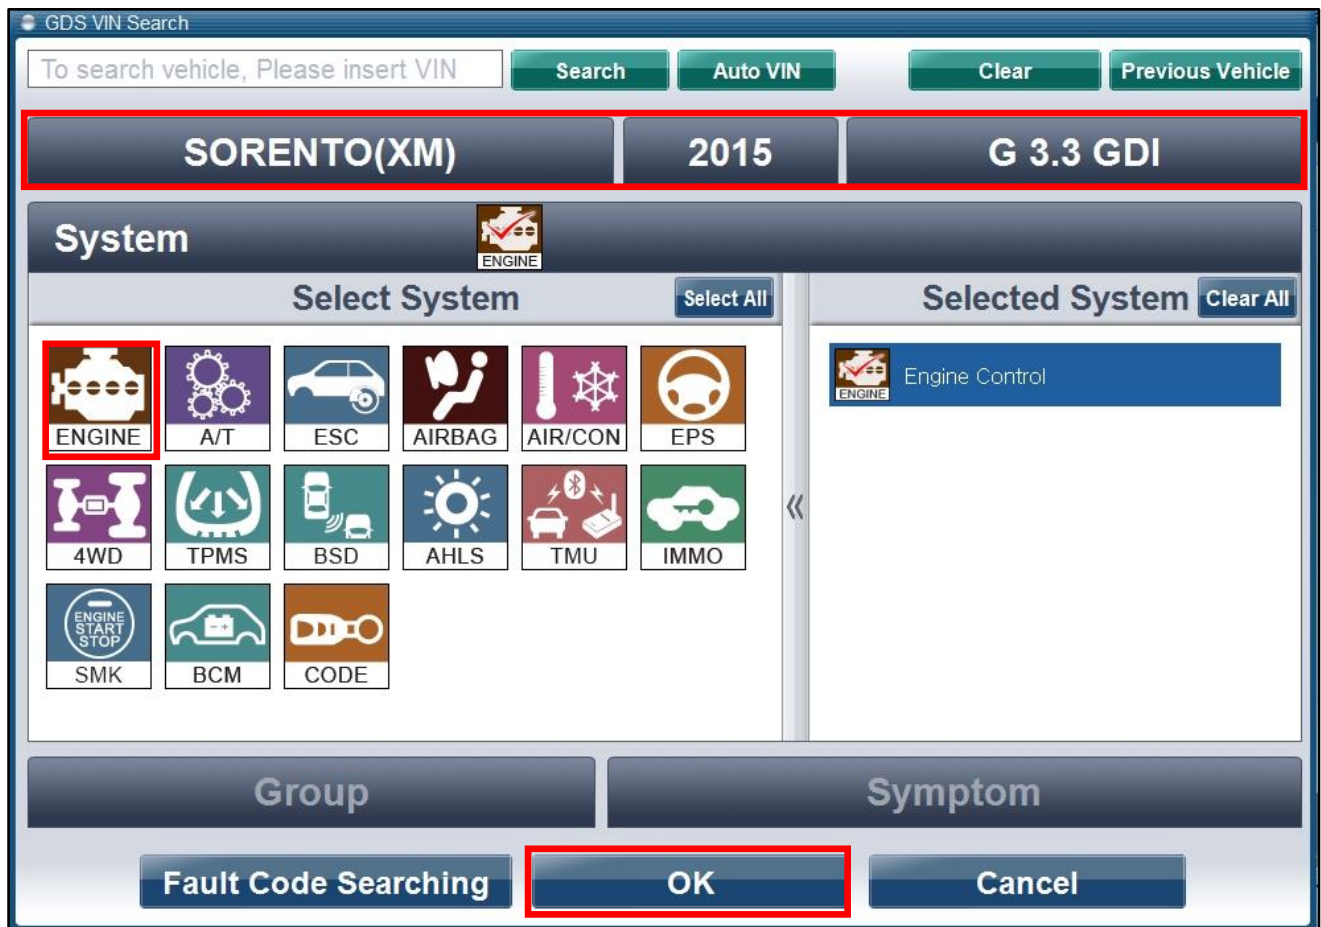 GDS VIN Search
To search vehicle, Please insert VIN Search Auto VIN Clear Previous Vehicle
SORENTO(XM) 2015 G 3.3 GDI
System ENGINE
Select System Select All Selected System Clear All
ENGINE A/T ESC AIRBAG AIR/CON EPS
ENGINE Engine Control
4WD TPMS BSD AHLS TMU IMMO
ENGINE
START
STOP
SMK BCM CODE
Group Symptom
Fault Code Searching OK Cancel